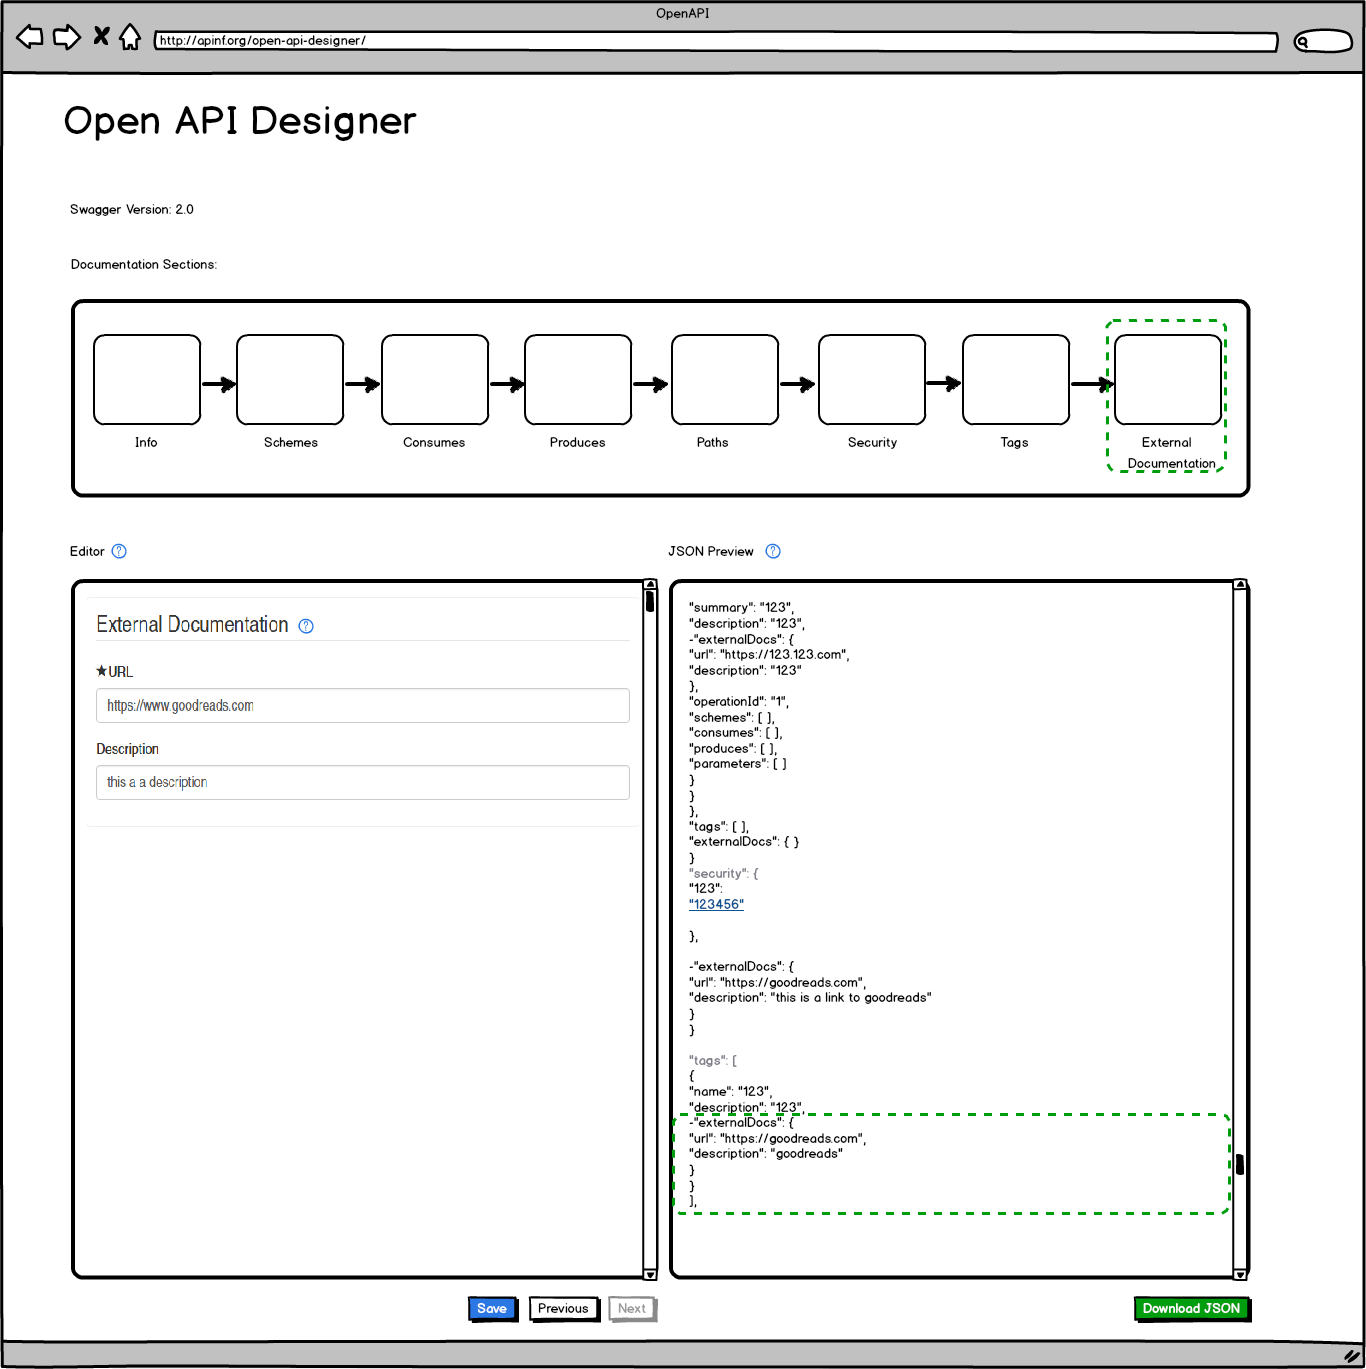 OpenAPI
http://apinf.org/open-api-designer/
Open API Designer
Swagger Version: 2.0
Documentation Sections:
Info
Schemes
Consumes
Produces
Paths
Security
Tags
External
Documentation
Editor ?
External Documentation ?
★URL
https://www.goodreads.com
Description
this a a description
JSON Preview ?
"summary": "123",
"description": "123",
-"externalDocs": {
"url": "https://123.123.com",
"description": "123"
},
"operationId": "1",
"schemes": [ ],
"consumes": [ ],
"produces": [ ],
"parameters": [ ]
}
}
},
"tags": [ ],
"externalDocs": { }
}
"security": {
"123":
"123456"
},
-"externalDocs": {
"url": "https://goodreads.com",
"description": "this is a link to goodreads"
}
}
"tags": [
{
"name": "123",
"description": "123",
-"externalDocs": {
"url": "https://goodreads.com",
"description": "goodreads"
}
}
],
Save
Previous
Next
Download JSON